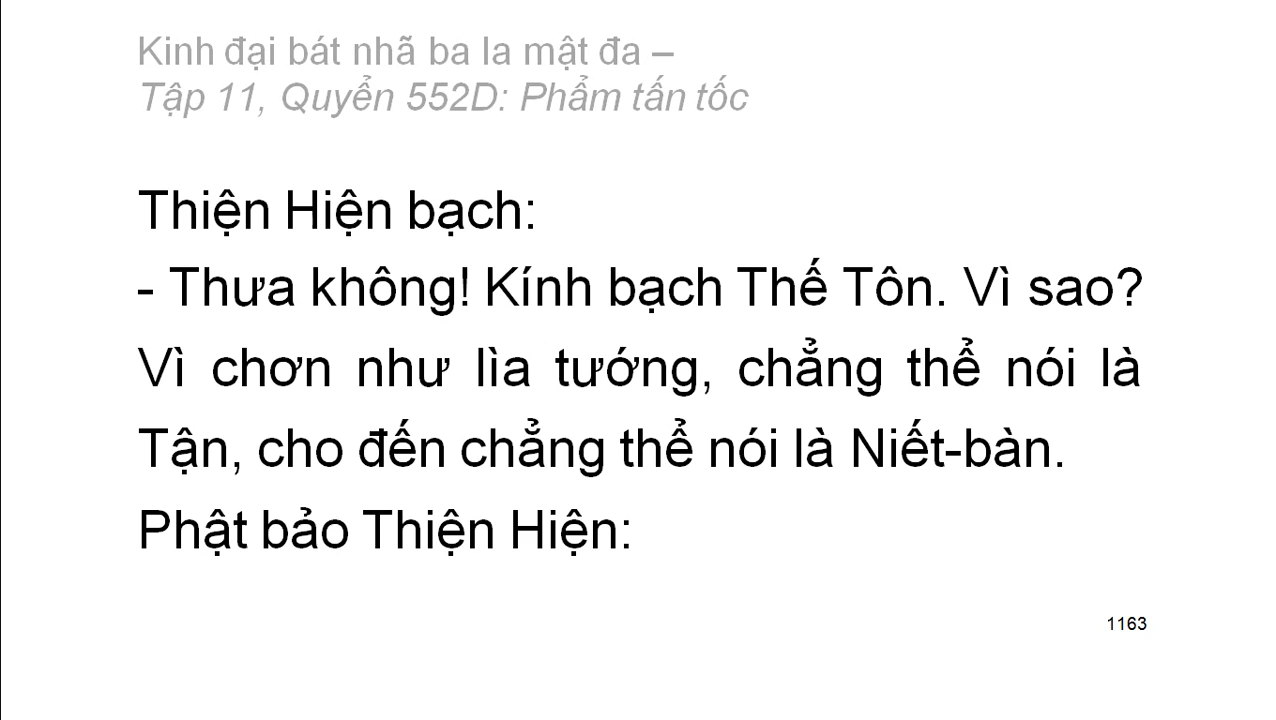 Kinh đại bát nhã ba la mật đa –
Tập 11, Quyển 552D: Phẩm tấn tốc
Thiện Hiện bạch:
- Thưa không! Kính bạch Thế Tôn. Vì sao?
Vì chơn như lìa tướng, chẳng thể nói là
Tận, cho đến chẳng thể nói là Niết-bàn.
Phật bảo Thiện Hiện:
1163